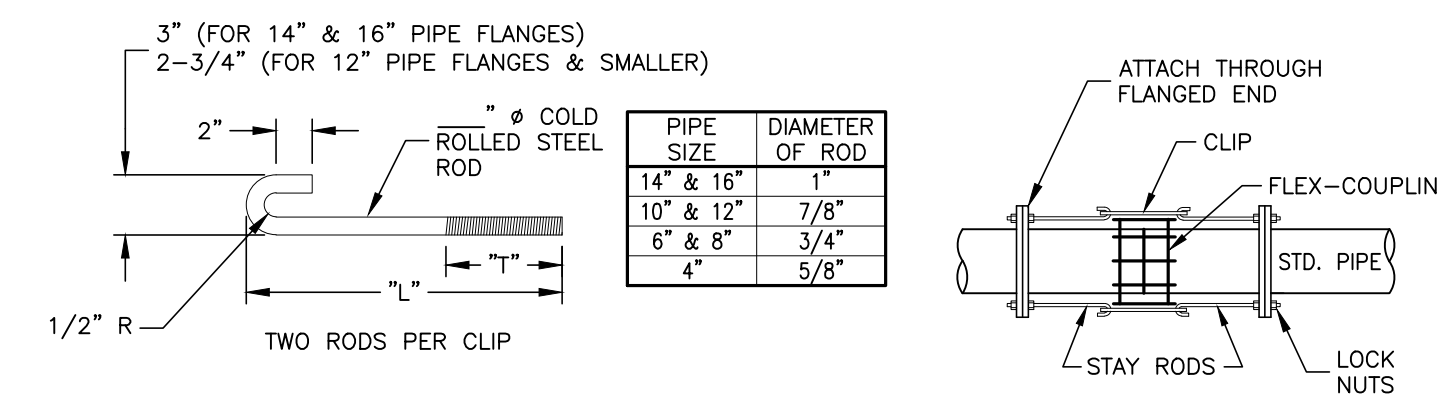 3" (FOR 14" & 16" PIPE FLANGES)
2-3/4" (FOR 12" PIPE FLANGES & SMALLER)
2"
____" ø COLD
ROLLED STEEL
ROD
"T"
"L"
1/2" R
TWO RODS PER CLIP
PIPE SIZE DIAMETER OF ROD
14" & 16" 1"
10" & 12" 7/8"
6" & 8" 3/4"
4" 5/8"
ATTACH THROUGH
FLANGED END
CLIP
FLEX-COUPLIN
STD. PIPE
STAY RODS
LOCK
NUTS